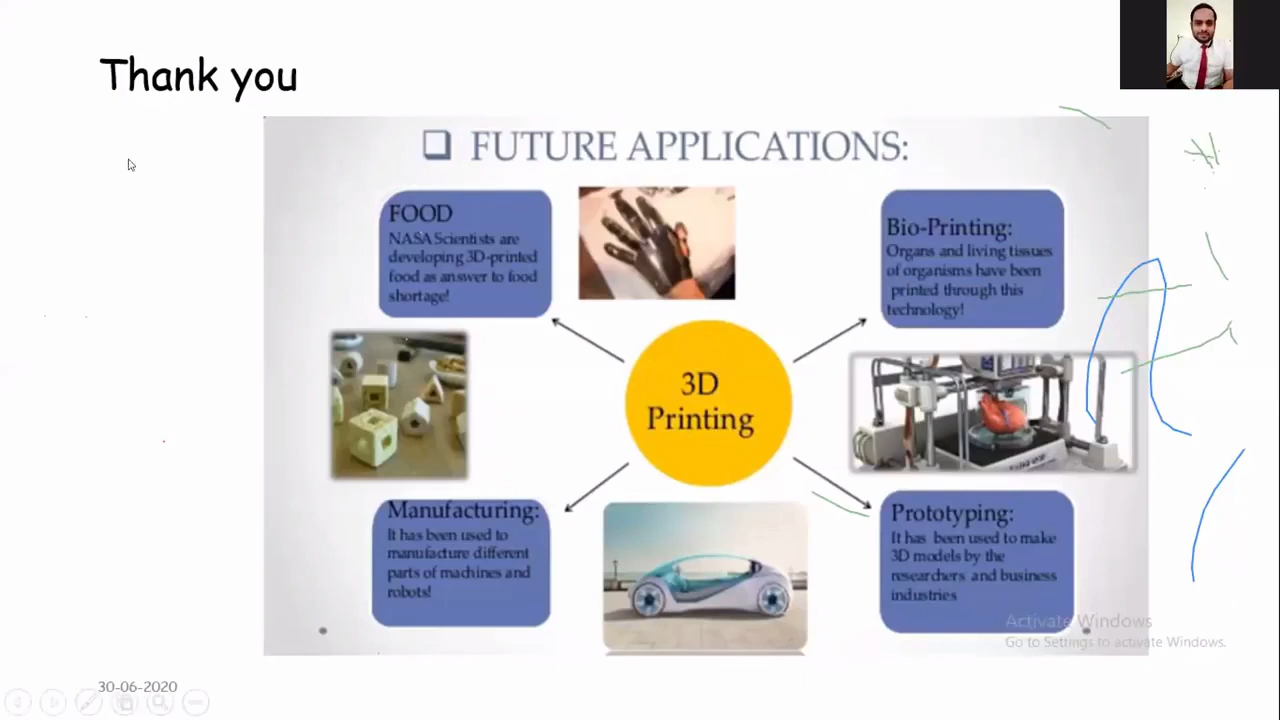 Thank you
FUTURE APPLICATIONS:
FOOD
NASA Scientists are
developing 3D-printed
food as answer to food
shortage!
Bio-Printing:
Organs and living tissues
of organisms have been
printed through this
technology!
3D
Printing
Manufacturing:
It has been used to
manufacture different
parts of machines and
robots!
Prototyping:
It has been used to make
3D models by the
researchers and business
industries
Activate Windows
Go to Settings to activate Windows.
30-06-2020